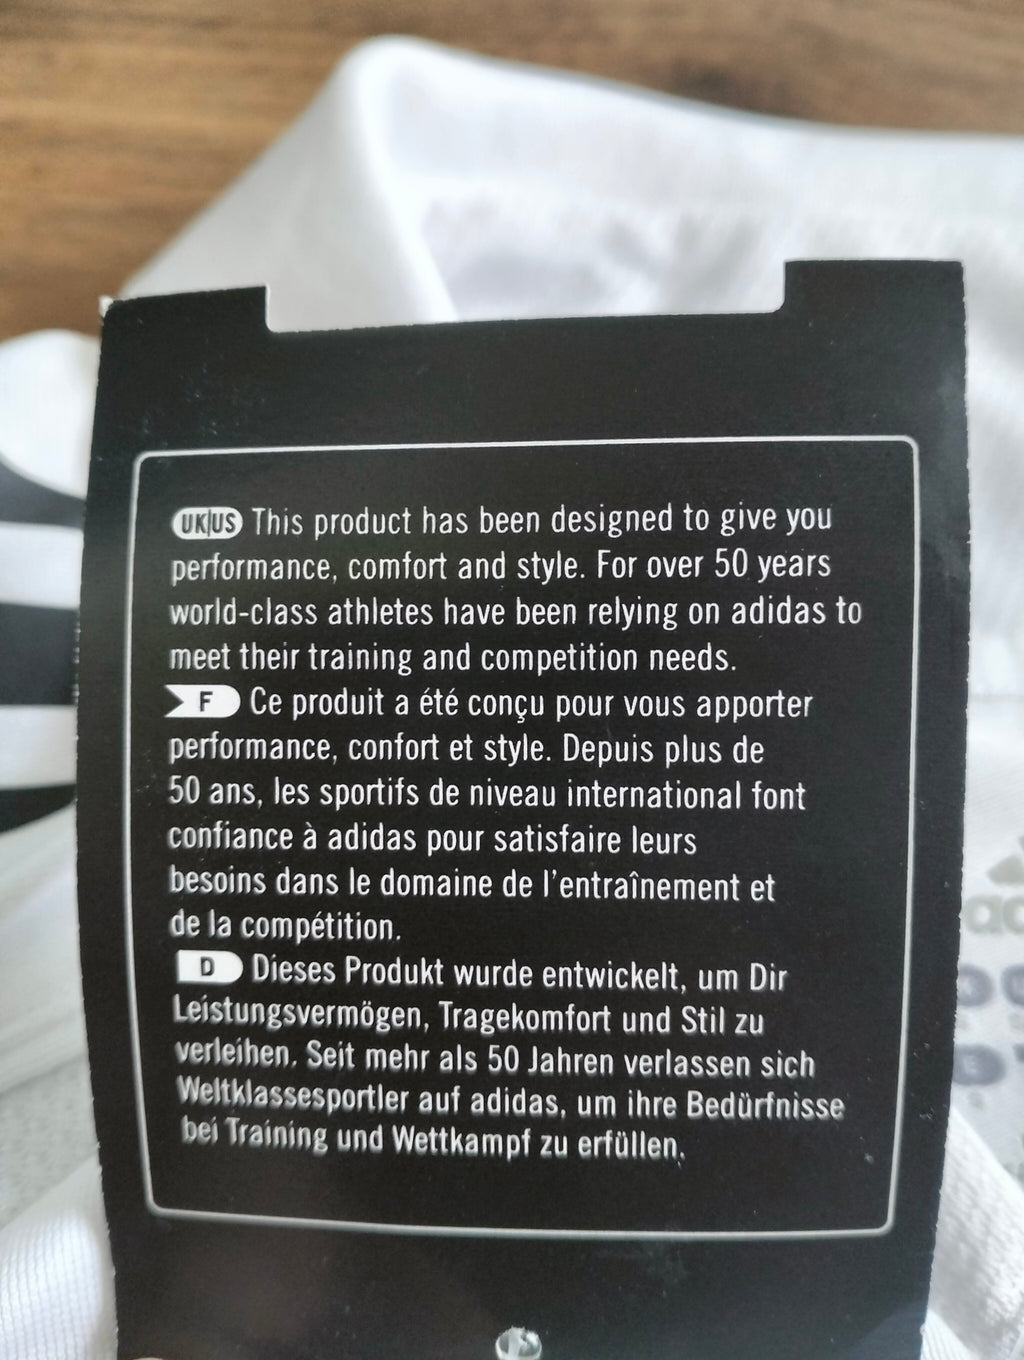 UK|US This product has been designed to give you
performance, comfort and style. For over 50 years
world-class athletes have been relying on adidas to
meet their training and competition needs.
F Ce produit a été conçu pour vous apporter
performance, confort et style. Depuis plus de
50 ans, les sportifs de niveau international font
confiance à adidas pour satisfaire leurs
besoins dans le domaine de l'entraînement et
de la compétition.
D Dieses Produkt wurde entwickelt, um Dir
Leistungsvermögen, Tragekomfort und Stil zu
verleihen. Seit mehr als 50 Jahren verlassen sich
Weltklassesportler auf adidas, um ihre Bedürfnisse
bei Training und Wettkampf zu erfüllen.